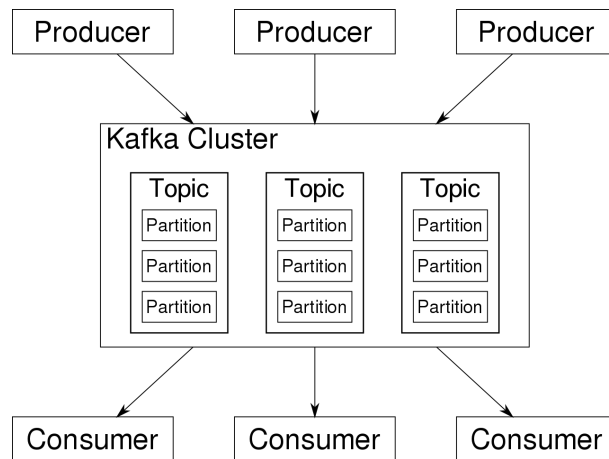 Producer Producer Producer
Kafka Cluster
Topic Topic Topic
Partition Partition Partition
Partition Partition Partition
Partition Partition Partition
Consumer Consumer Consumer